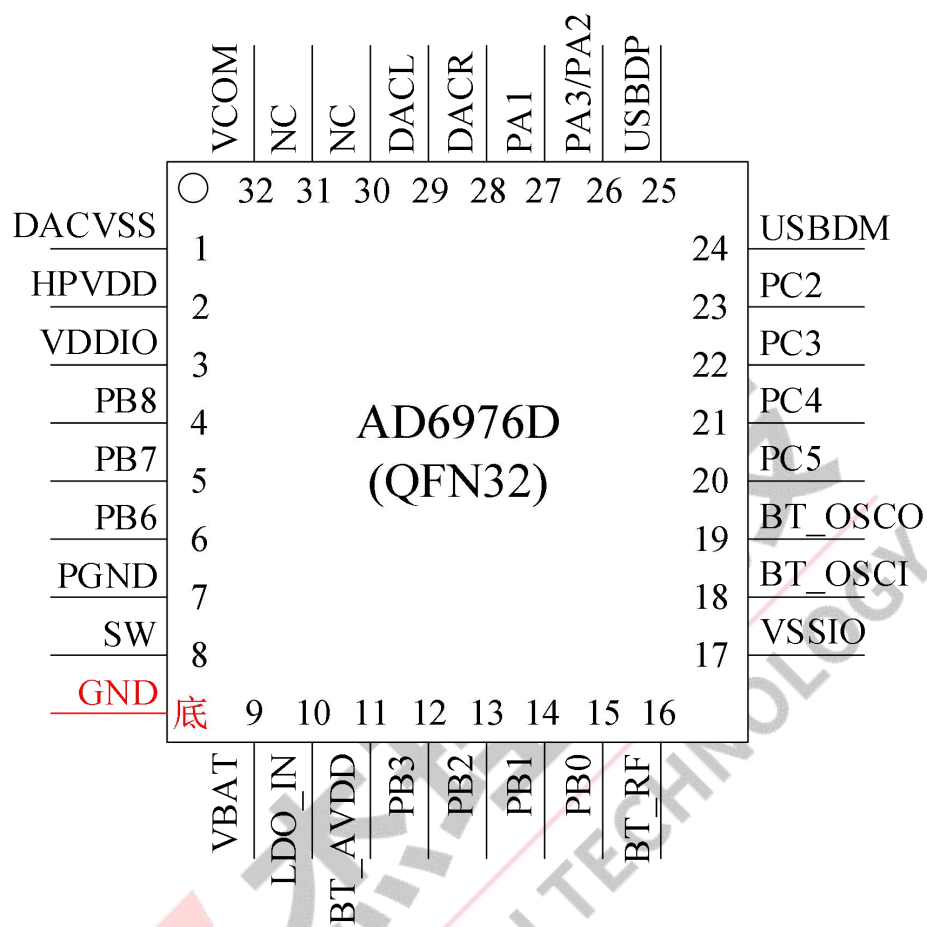 VCOM
NC
NC
DACL
DACR
PA1
PA3/PA2
USBDP
32 31 30 29 28 27 26 25
DACVSS 1
HPVDD 2
VDDIO 3
PB8 4
PB7 5
PB6 6
PGND 7
SW 8
GND 底
AD6976D
(QFN32)
24 USBDM
23 PC2
22 PC3
21 PC4
20 PC5
19 BT_OSCO
18 BT_OSCI
17 VSSIO
9 10 11 12 13 14 15 16
VBAT
LDO_IN
BT_AVDD
PB3
PB2
PB1
PB0
BT_RF
TECHNOLOGY